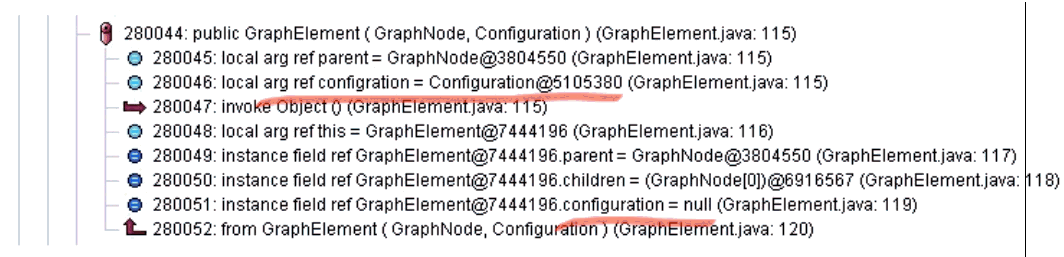 280044: public GraphElement ( GraphNode, Configuration ) (GraphElement.java: 115)
280045: local arg ref parent = GraphNode@3804550 (GraphElement.java: 115)
280046: local arg ref configration = Configuration@5105380 (GraphElement.java: 115)
280047: invoke Object () (GraphElement.java: 115)
280048: local arg ref this = GraphElement@7444196 (GraphElement.java: 116)
280049: instance field ref GraphElement@7444196.parent = GraphNode@3804550 (GraphElement.java: 117)
280050: instance field ref GraphElement@7444196.children = (GraphNode[0])@6916567 (GraphElement.java: 118)
280051: instance field ref GraphElement@7444196.configuration = null (GraphElement.java: 119)
280052: from GraphElement ( GraphNode, Configuration ) (GraphElement.java: 120)